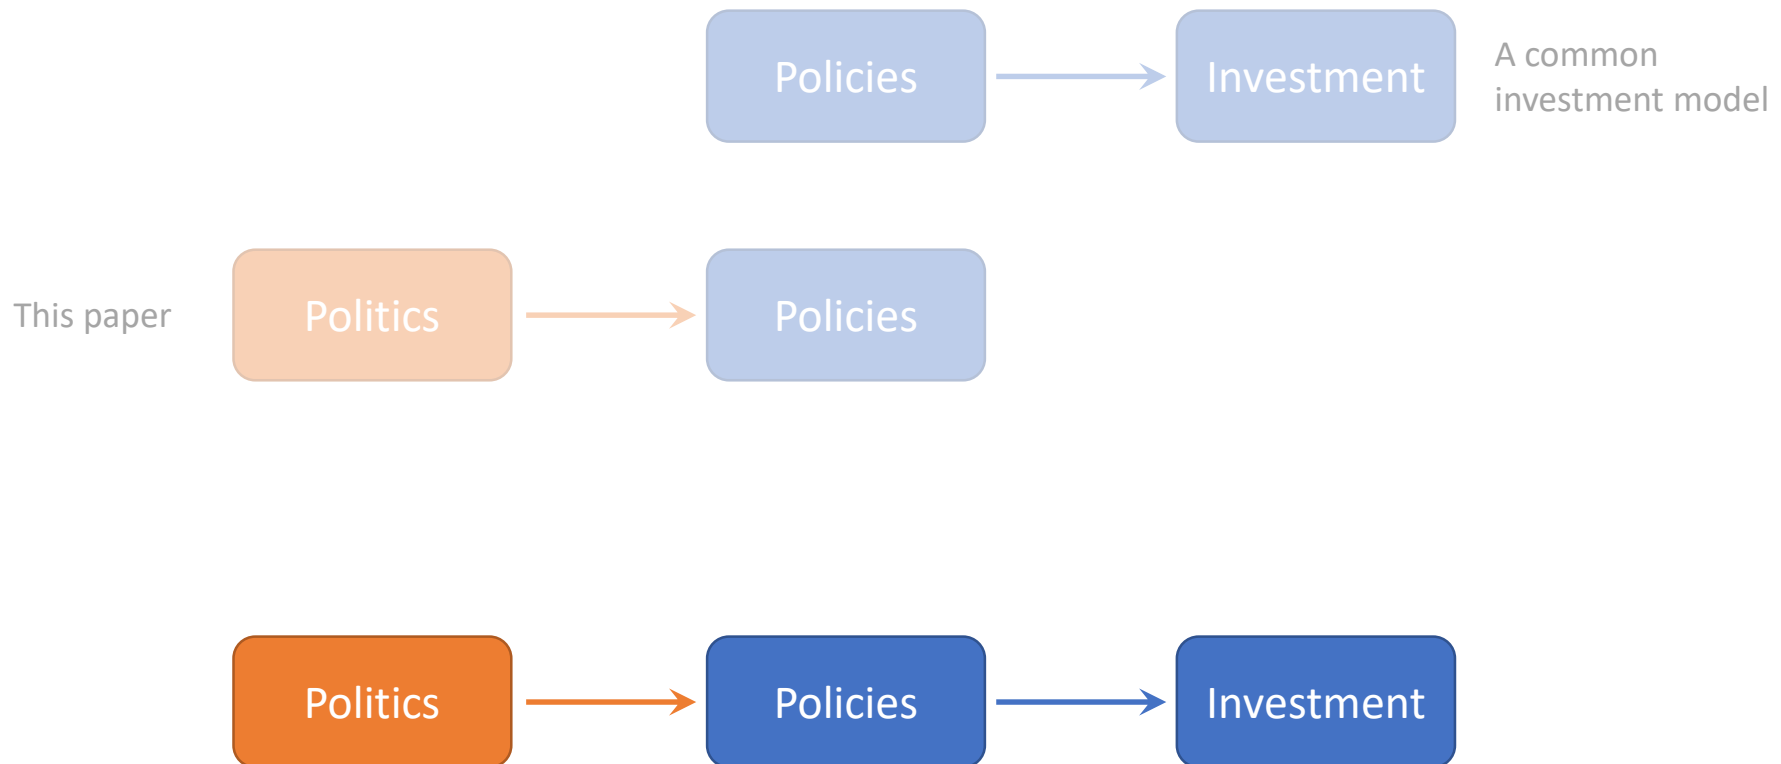 Policies
Investment
A common
investment model
This paper
Politics
Policies
Politics
Policies
Investment